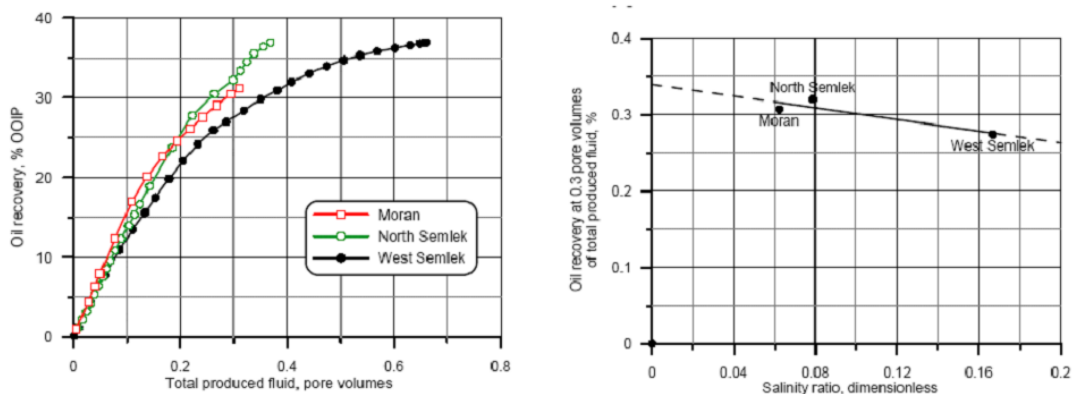 40
30
20
10
0
Oil recovery, % OOIP
Moran
North Semlek
West Semlek
0
0.2
0.4
0.6
0.8
Total produced fluid, pore volumes
0.4
0.3
0.2
0.1
0
Oil recovery at 0.3 pore volumes
of total produced fluid, %
North Semlek
Moran
West Semlek
0
0.04
0.08
0.12
0.16
0.2
Salinity ratio, dimensionless